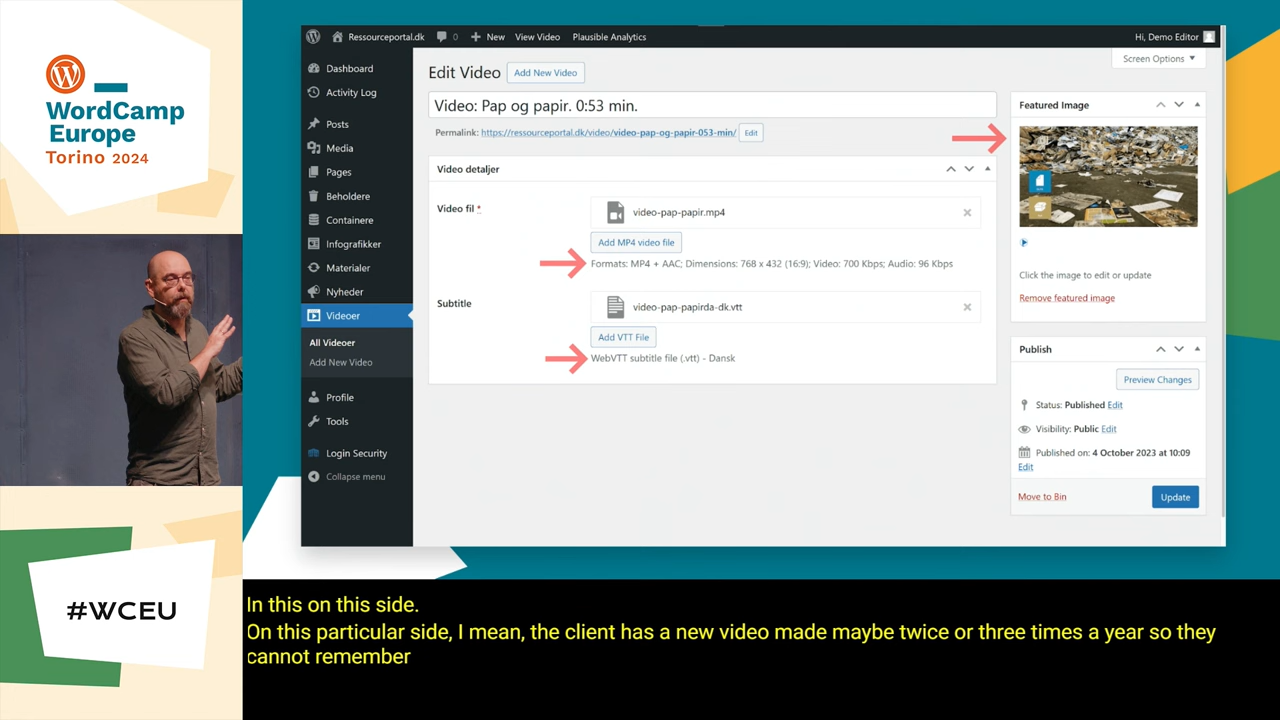 WordCamp
Europe
Torino 2024
#WCEU
Ressourceportal.dk
0
New
View Video
Plausible Analytics
Hi, Demo Editor
Screen Options
Dashboard
Activity Log
Posts
Media
Pages
Beholdere
Containere
Infografikker
Materialer
Nyheder
Videoer
All Videoer
Add New Video
Profile
Tools
Login Security
Collapse menu
Edit Video
Add New Video
Video: Pap og papir. 0:53 min.
Permalink: https://ressourceportal.dk/video/video-pap-og-papir-053-min/ Edit
Video detaljer
Video fil *
video-pap-papir.mp4
Add MP4 video file
Formats: MP4 + AAC; Dimensions: 768 x 432 (16:9); Video: 700 Kbps; Audio: 96 Kbps
Subtitle
video-pap-papirda-dk.vtt
Add VTT File
WebVTT subtitle file (.vtt) - Dansk
Featured Image
Click the image to edit or update
Remove featured image
Publish
Preview Changes
Status: Published Edit
Visibility: Public Edit
Published on: 4 October 2023 at 10:09
Edit
Move to Bin
Update
In this on this side.
On this particular side, I mean, the client has a new video made maybe twice or three times a year so they
cannot remember